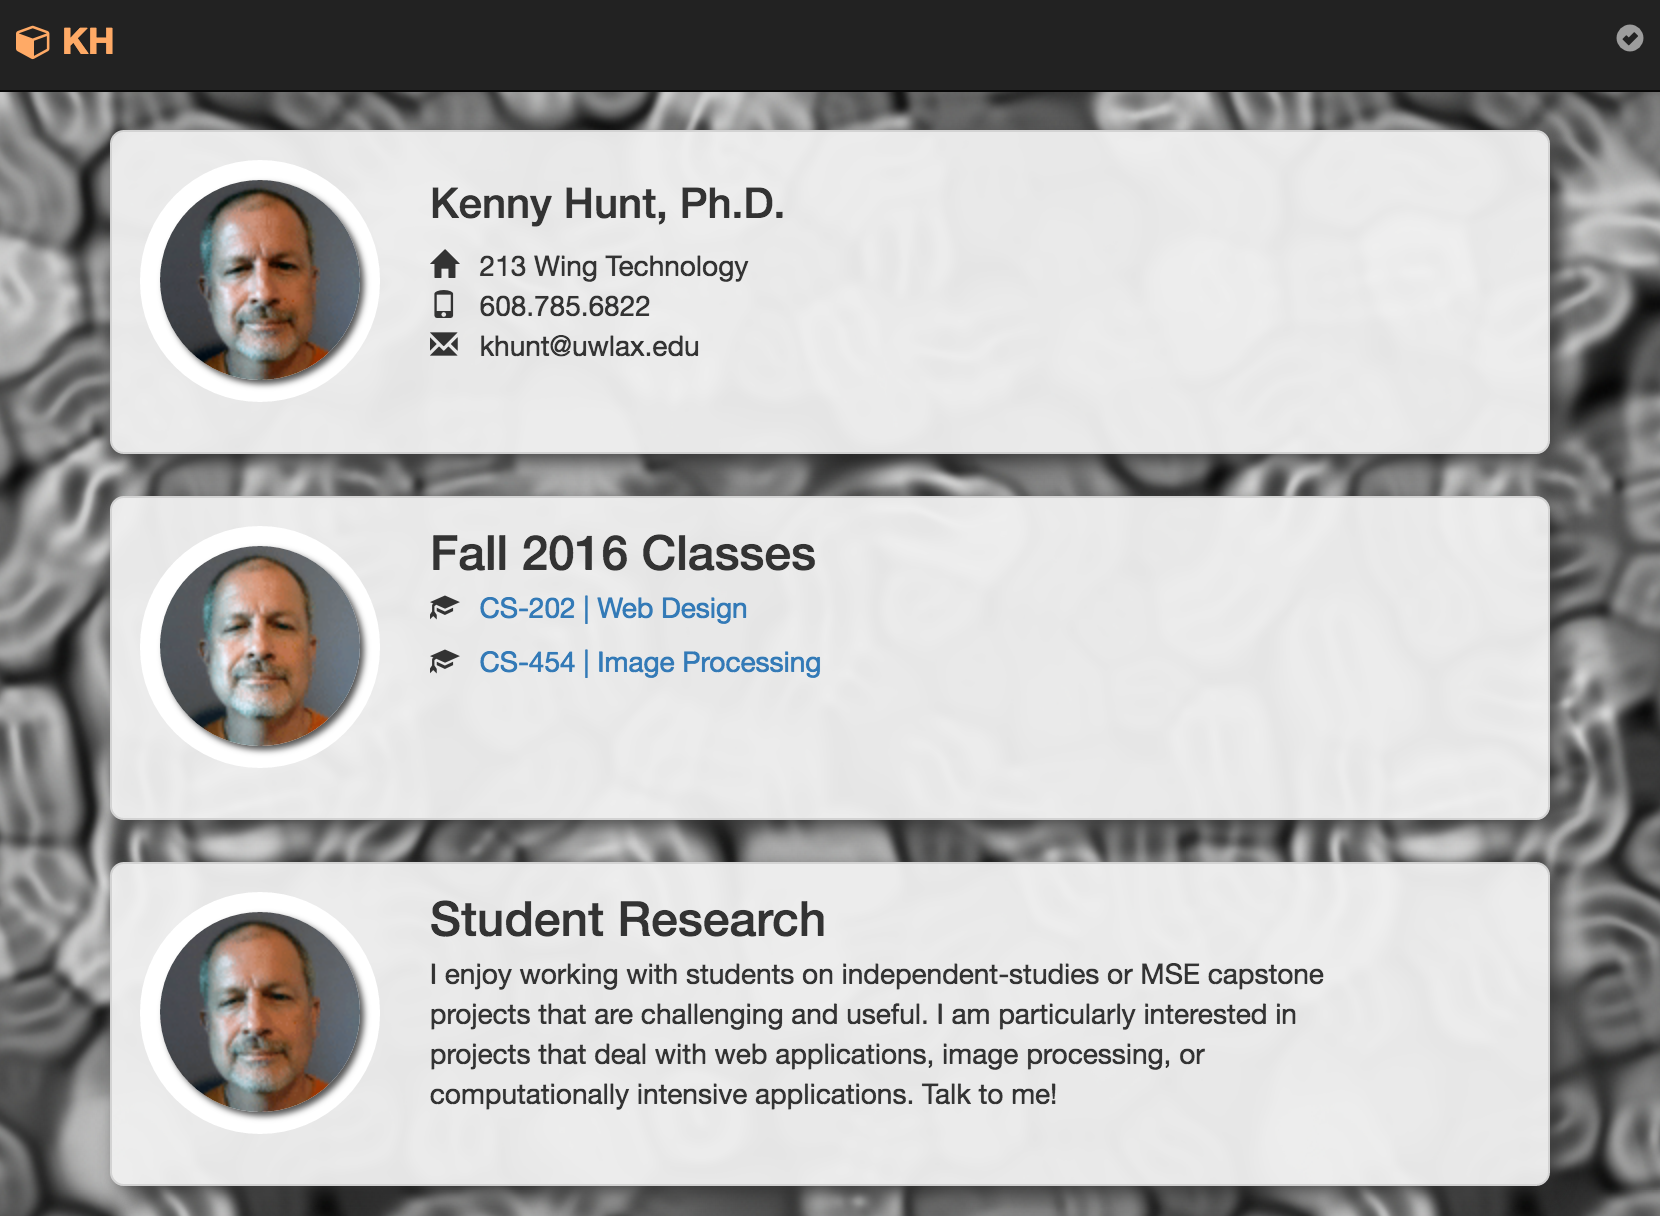 KH
Kenny Hunt, Ph.D.
213 Wing Technology
608.785.6822
khunt@uwlax.edu
Fall 2016 Classes
CS-202 | Web Design
CS-454 | Image Processing
Student Research
I enjoy working with students on independent-studies or MSE capstone
projects that are challenging and useful. I am particularly interested in
projects that deal with web applications, image processing, or
computationally intensive applications. Talk to me!